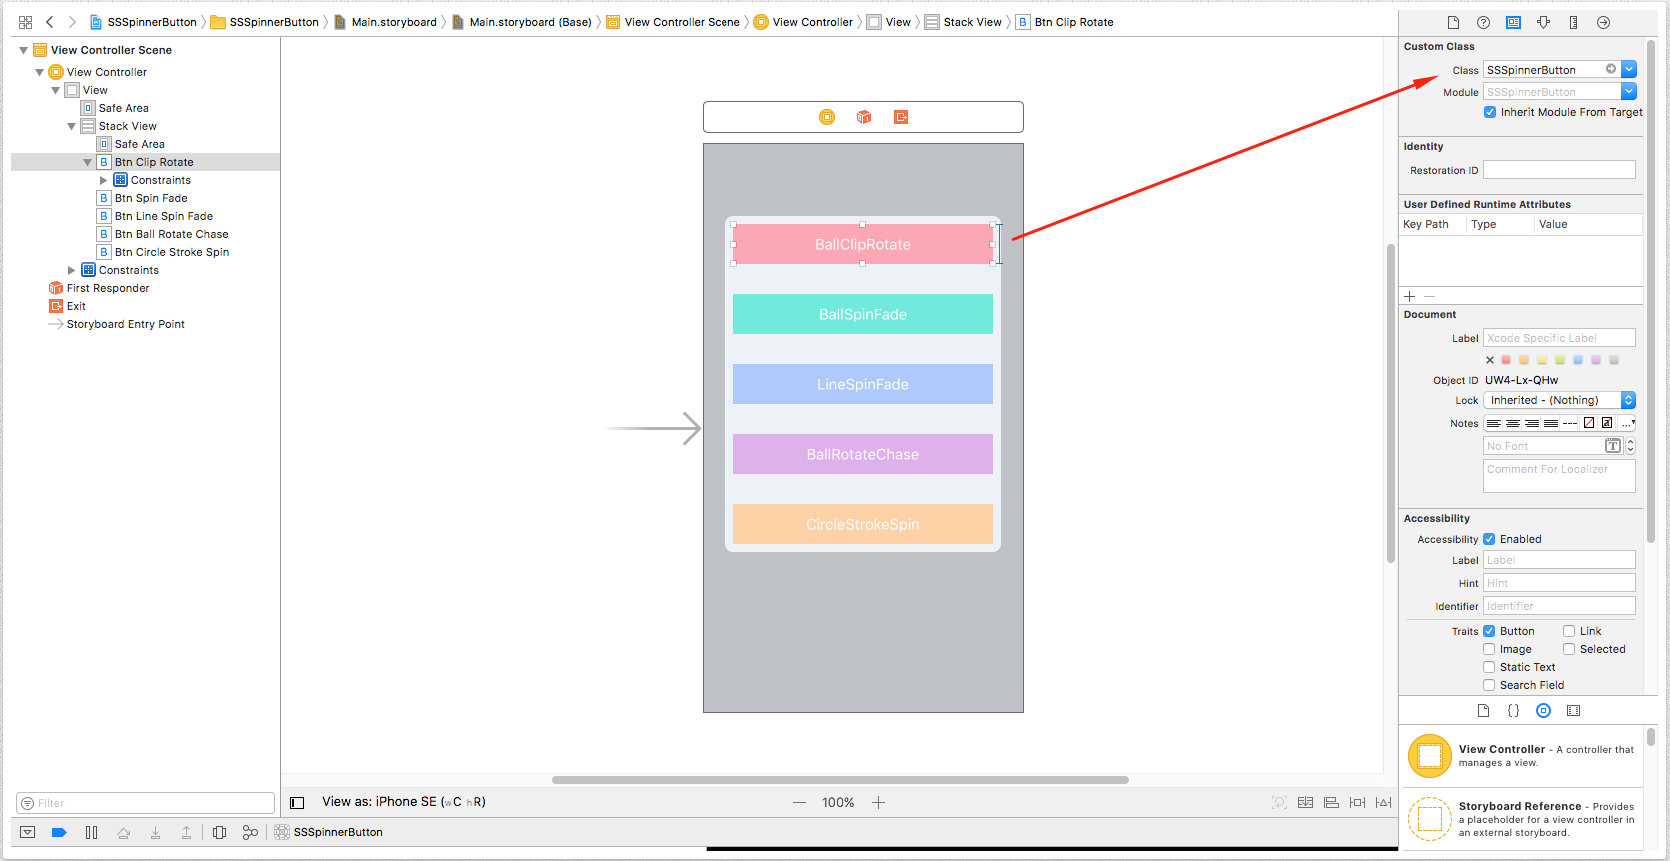 SSSpinnerButton SSSpinnerButton Main.storyboard Main.storyboard (Base) View Controller Scene View Controller View Stack View B Btn Clip Rotate
View Controller Scene
View Controller
View
Safe Area
Stack View
Safe Area
B Btn Clip Rotate
Constraints
B Btn Spin Fade
B Btn Line Spin Fade
B Btn Ball Rotate Chase
B Btn Circle Stroke Spin
Constraints
First Responder
Exit
Storyboard Entry Point
Filter
BallClipRotate
BallSpinFade
LineSpinFade
BallRotateChase
CircleStrokeSpin
View as: iPhone SE (wC hR)
100%
SSSpinnerButton
Custom Class
Class SSSpinnerButton
Module SSSpinnerButton
Inherit Module From Target
Identity
Restoration ID
User Defined Runtime Attributes
Key Path Type Value
Document
Label Xcode Specific Label
Object ID UW4-Lx-QHw
Lock Inherited - (Nothing)
Notes
No Font T
Comment For Localizer
Accessibility
Accessibility Enabled
Label Label
Hint Hint
Identifier Identifier
Traits Button Link
Image Selected
Static Text
Search Field
View Controller - A controller that
manages a view.
Storyboard Reference - Provides
a placeholder for a view controller in
an external storyboard.